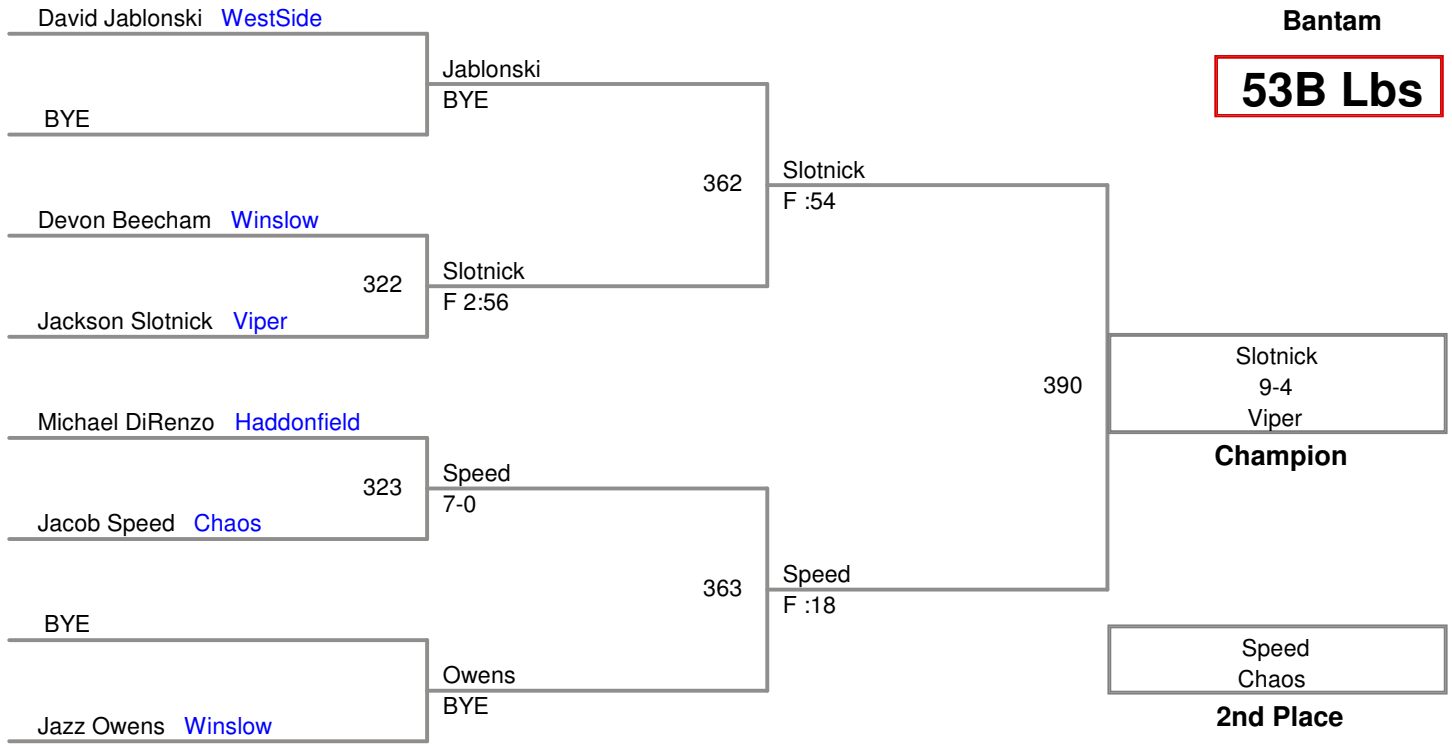 David Jablonski WestSide
Bantam
53B Lbs
Jablonski
BYE
BYE
362
Slotnick
F :54
Devon Beecham Winslow
322
Slotnick
F 2:56
Jackson Slotnick Viper
390
Slotnick
9-4
Viper
Champion
Michael DiRenzo Haddonfield
323
Speed
7-0
Jacob Speed Chaos
363
Speed
F :18
BYE
Speed
Chaos
2nd Place
Owens
BYE
Jazz Owens Winslow